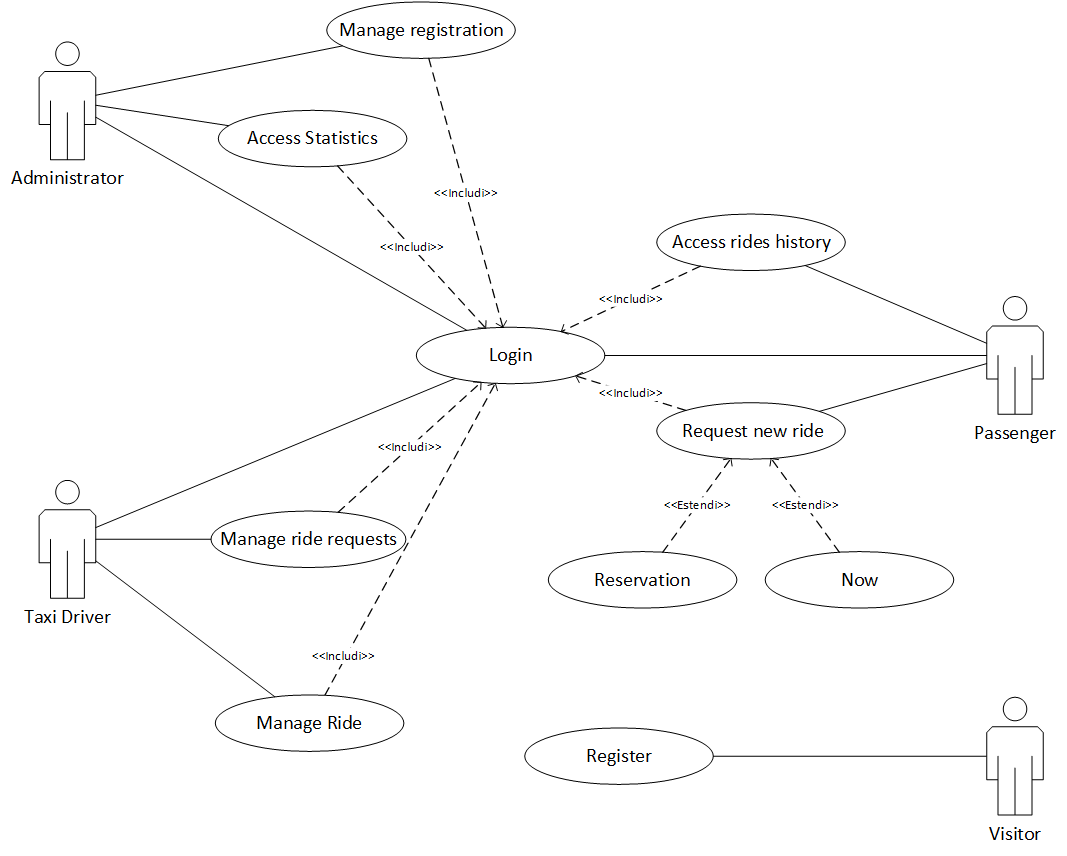 Manage registration
Access Statistics
Administrator
<<Includi>>
Access rides history
<<Includi>>
<<Includi>>
Login
<<Includi>>
Request new ride
Passenger
<<Includi>>
<<Estendi>>
<<Estendi>>
Manage ride requests
Reservation
Now
Taxi Driver
<<Includi>>
Manage Ride
Register
Visitor